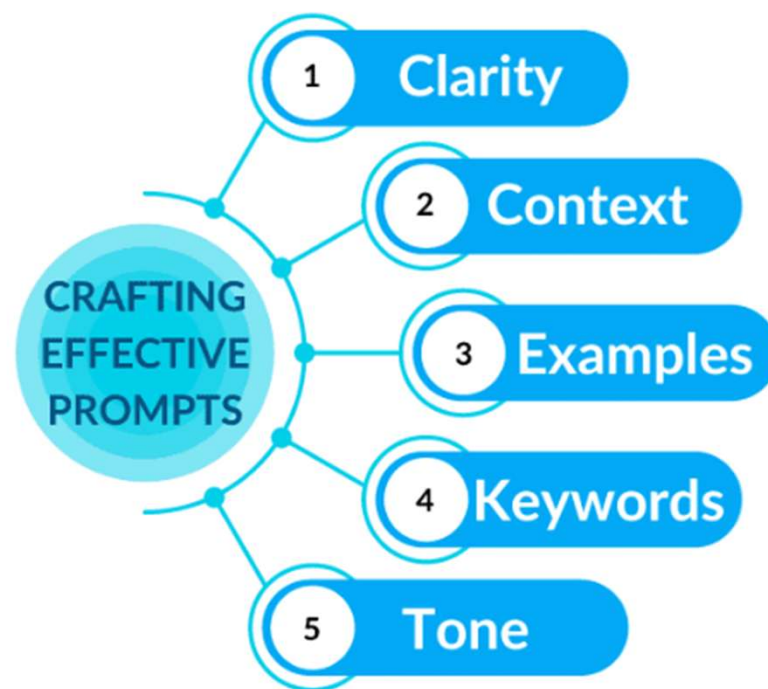 CRAFTING
EFFECTIVE
PROMPTS
1 Clarity
2 Context
3 Examples
4 Keywords
5 Tone